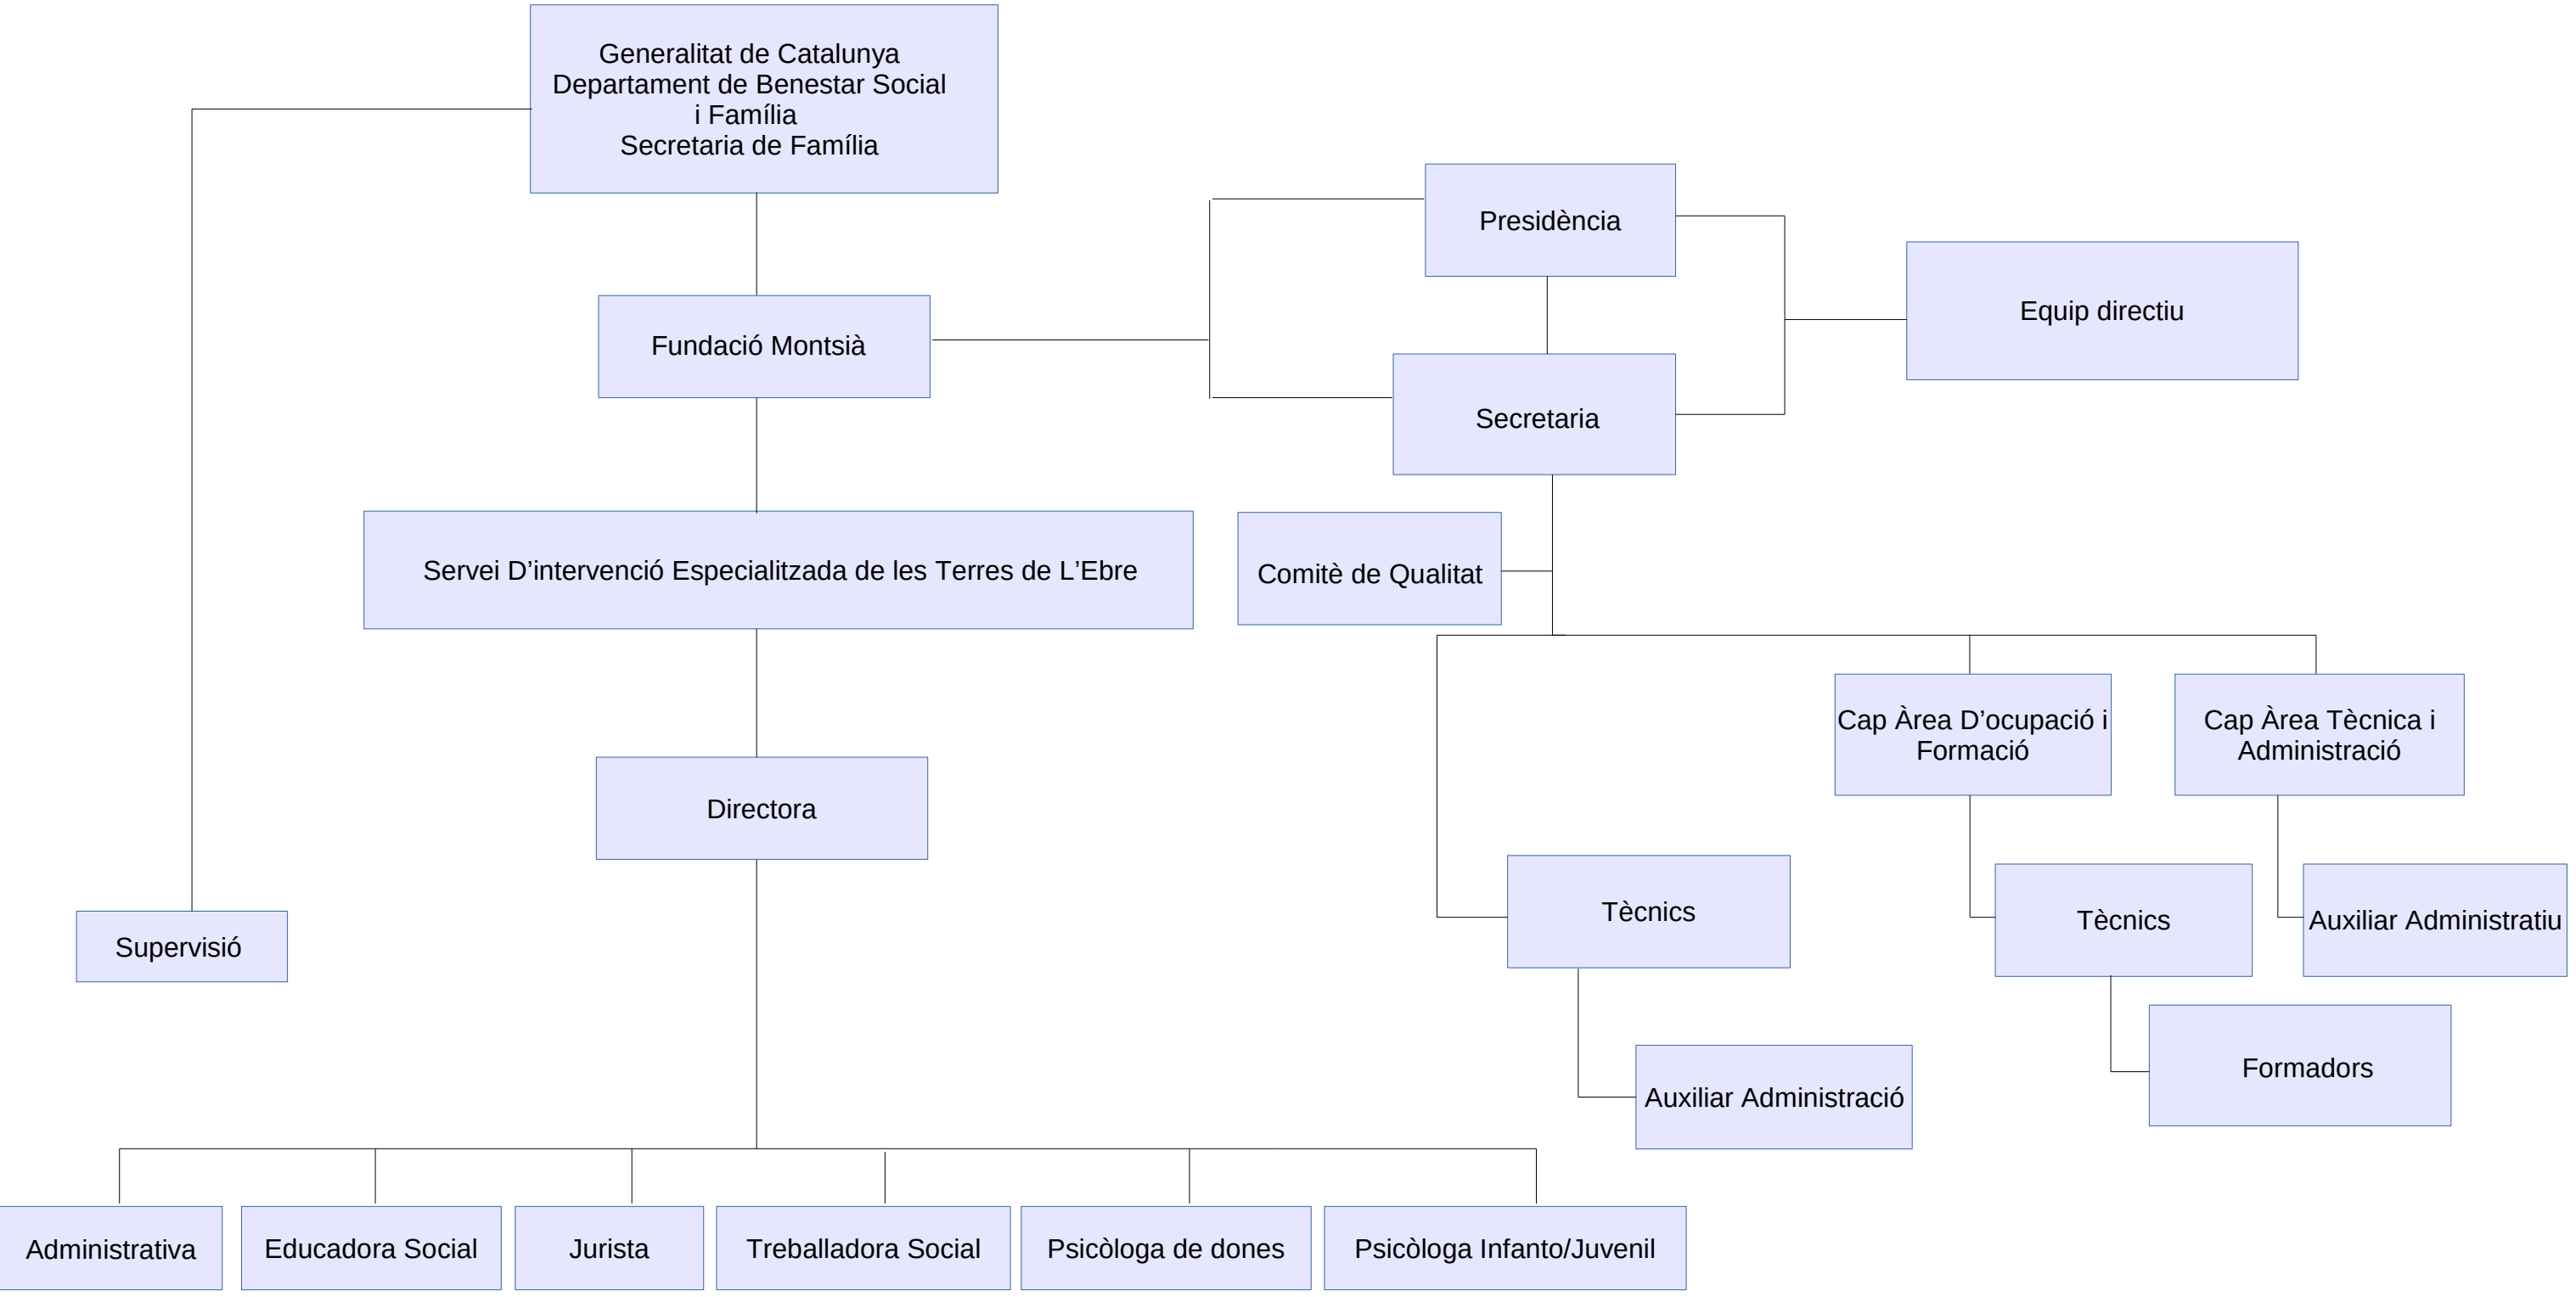 Generalitat de Catalunya
Departament de Benestar Social
i Família
Secretaria de Família
Presidència
Equip directiu
Fundació Montsià
Secretaria
Servei D’intervenció Especialitzada de les Terres de L’Ebre
Comitè de Qualitat
Cap Àrea D’ocupació i
Formació
Cap Àrea Tècnica i
Administració
Directora
Tècnics
Tècnics
Auxiliar Administratiu
Supervisió
Formadors
Auxiliar Administració
Administrativa
Educadora Social
Jurista
Treballadora Social
Psicòloga de dones
Psicòloga Infanto/Juvenil